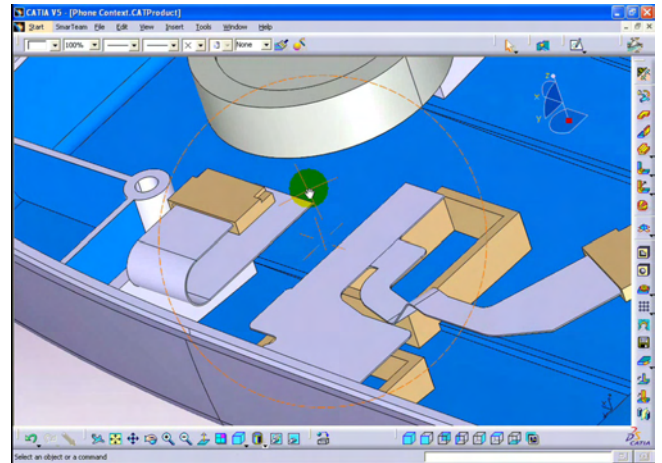 CATIA V5 - [Phone Context.CATProduct]
Start SmarTeam File Edit View Insert Tools Window Help
100% None
z
x
y
CATIA
Select an object or a command